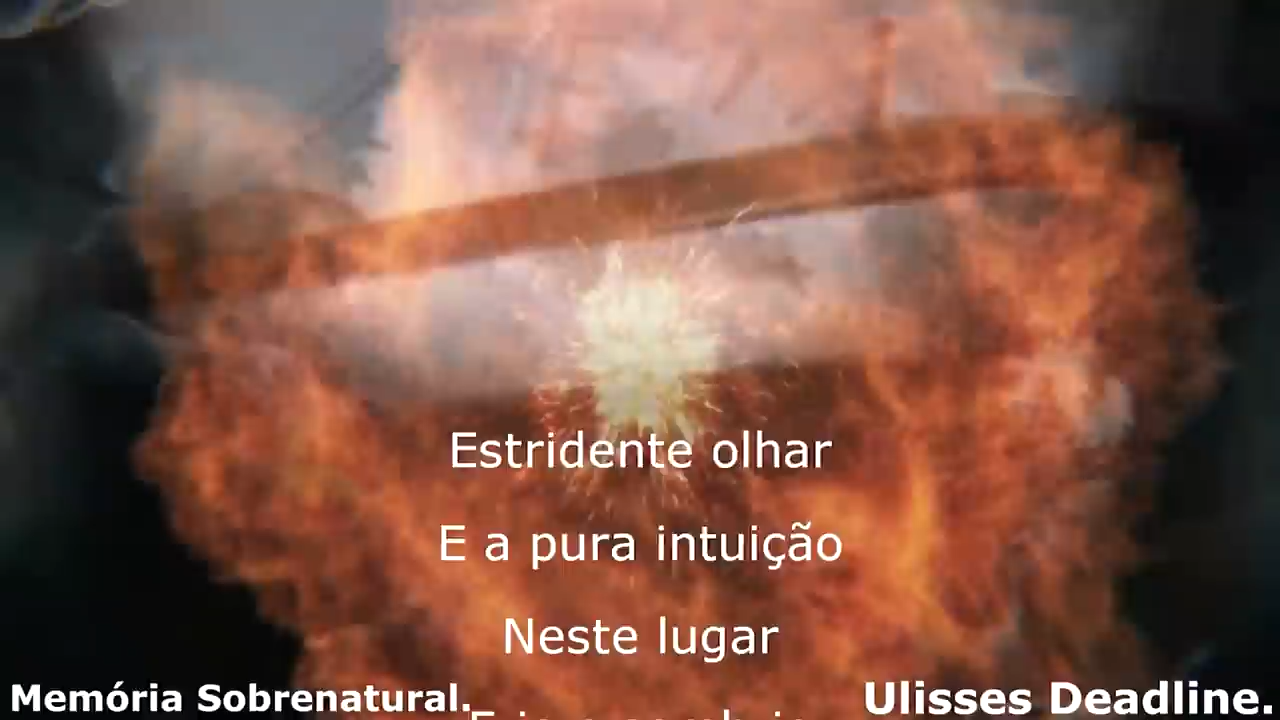 Estridente olhar
E a pura intuição
Neste lugar
Memória Sobrenatural.
Ulisses Deadline.